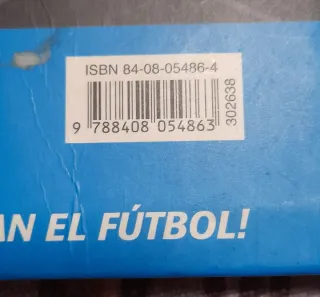 ISBN 84-08-05486-4
9 788408 054863
302638
AN EL FÚTBOL!